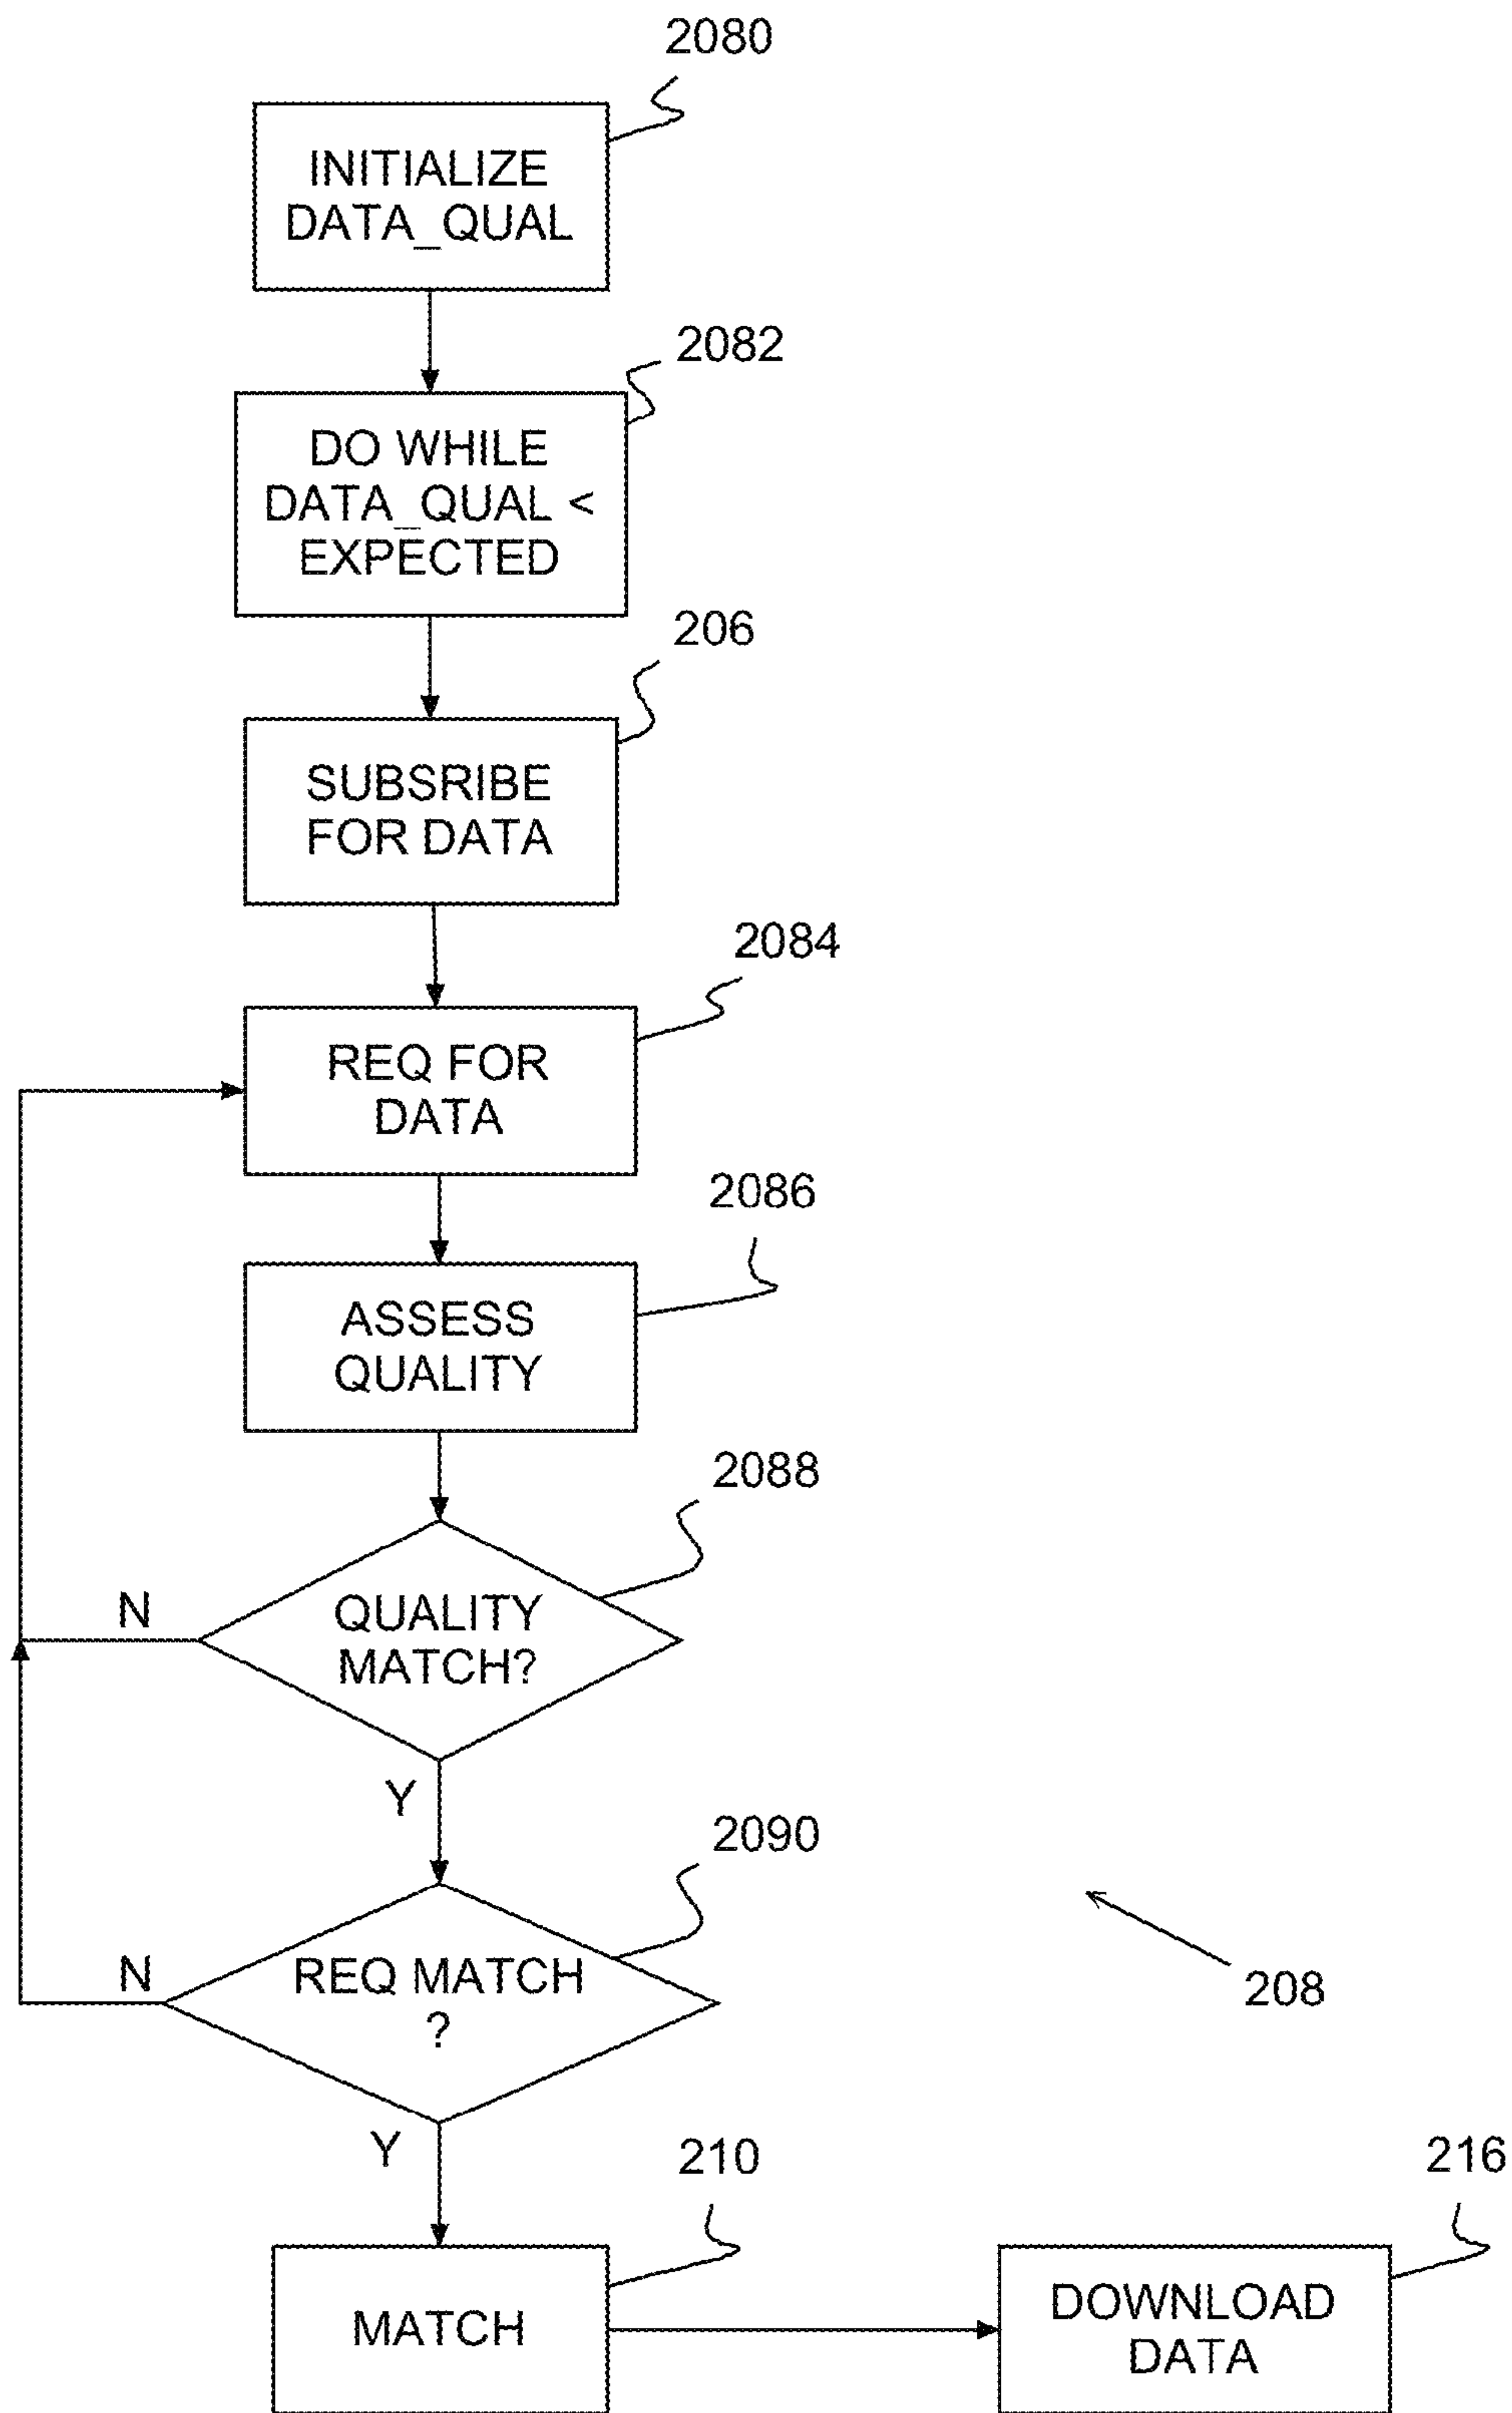 2080
INITIALIZE
DATA_QUAL
2082
DO WHILE
DATA_QUAL <
EXPECTED
206
SUBSRIBE
FOR DATA
2084
REQ FOR
DATA
2086
ASSESS
QUALITY
2088
N
QUALITY
MATCH?
Y
2090
N
REQ MATCH
?
208
Y
210
216
MATCH
DOWNLOAD
DATA